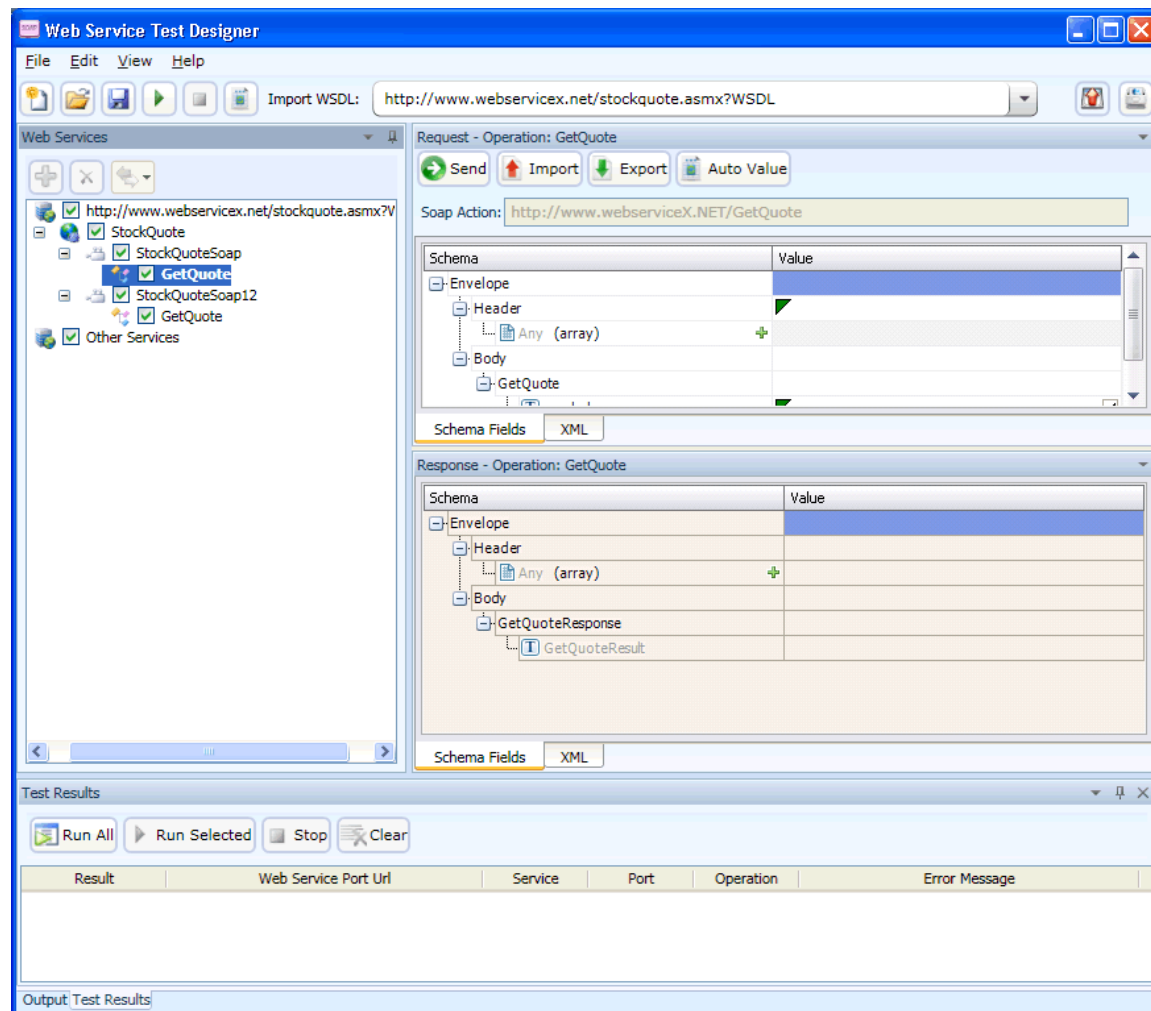 Web Service Test Designer
File Edit View Help
Import WSDL: http://www.webservicex.net/stockquote.asmx?WSDL
Web Services
http://www.webservicex.net/stockquote.asmx?V
StockQuote
StockQuoteSoap
GetQuote
StockQuoteSoap12
GetQuote
Other Services
Request - Operation: GetQuote
Send Import Export Auto Value
Soap Action: http://www.webserviceX.NET/GetQuote
Schema Value
Envelope
Header
Any (array)
Body
GetQuote
Schema Fields XML
Response - Operation: GetQuote
Schema Value
Envelope
Header
Any (array)
Body
GetQuoteResponse
T GetQuoteResult
Schema Fields XML
Test Results
Run All Run Selected Stop Clear
Result Web Service Port Url Service Port Operation Error Message
Output Test Results